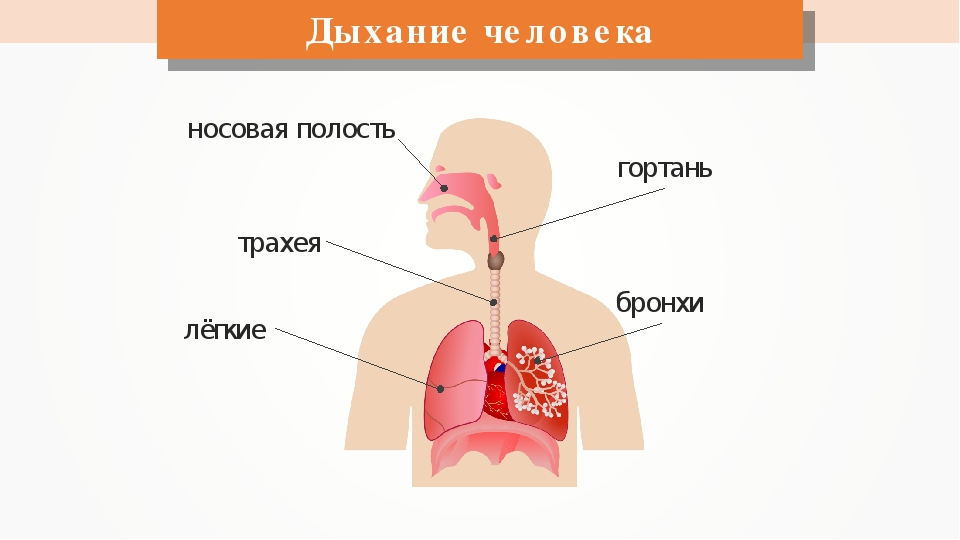 Дыхание человека
носовая полость
гортань
трахея
бронхи
лёгкие